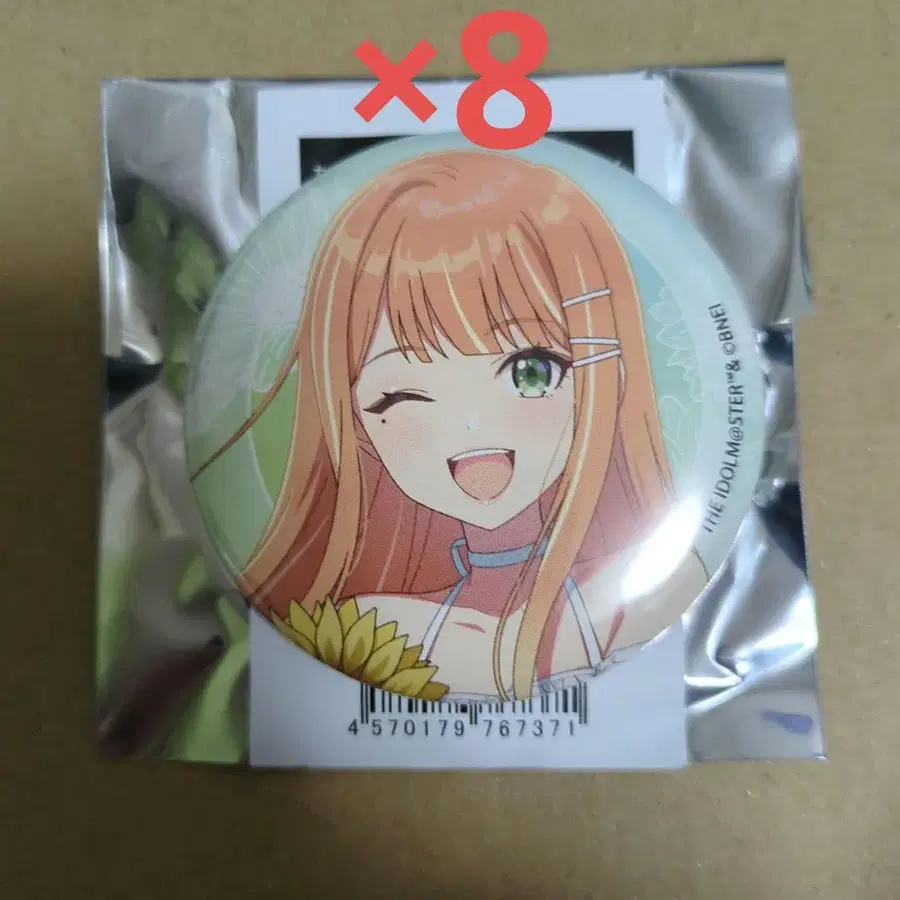 ×8
THE IDOLM@STER™& ©BNEI
4 570179 767371